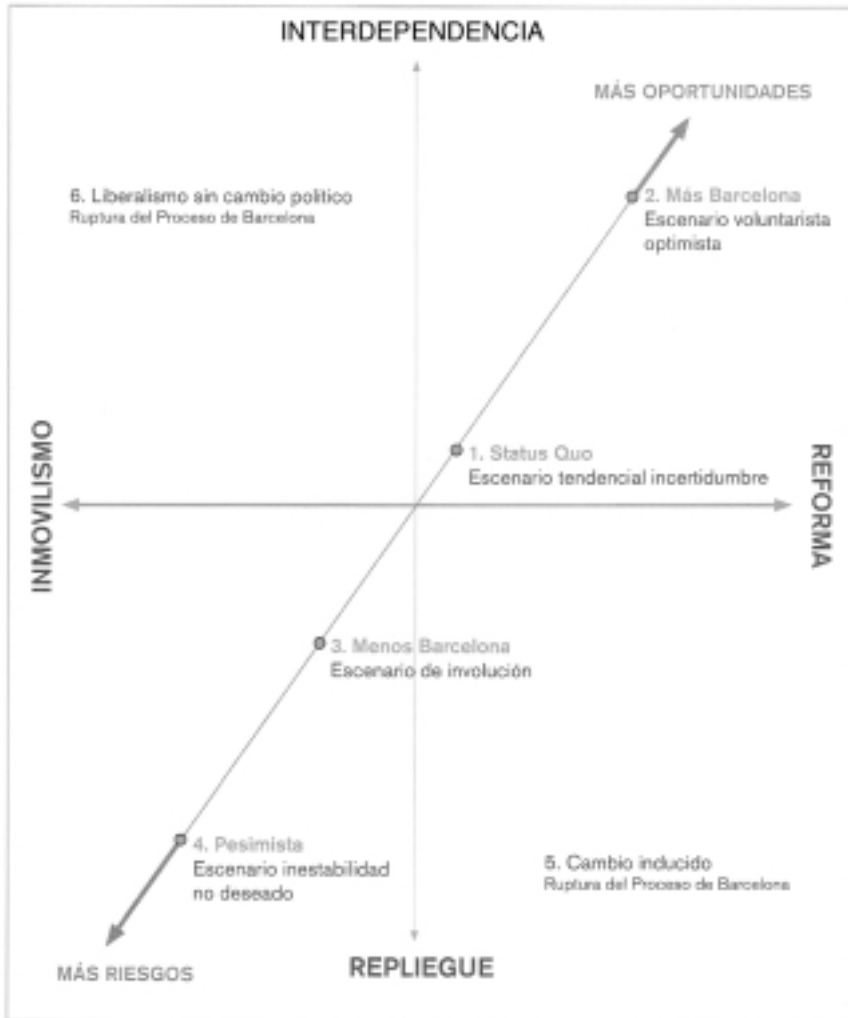 INTERDEPENDENCIA
MÁS OPORTUNIDADES
6. Liberalismo sin cambio político
Ruptura del Proceso de Barcelona
2. Más Barcelona
Escenario voluntarista
optimista
INMOVILISMO
1. Status Quo
Escenario tendencial incertidumbre
REFORMA
3. Menos Barcelona
Escenario de involución
4. Pesimista
Escenario inestabilidad
no deseado
5. Cambio inducido
Ruptura del Proceso de Barcelona
MÁS RIESGOS
REPLIEGUE